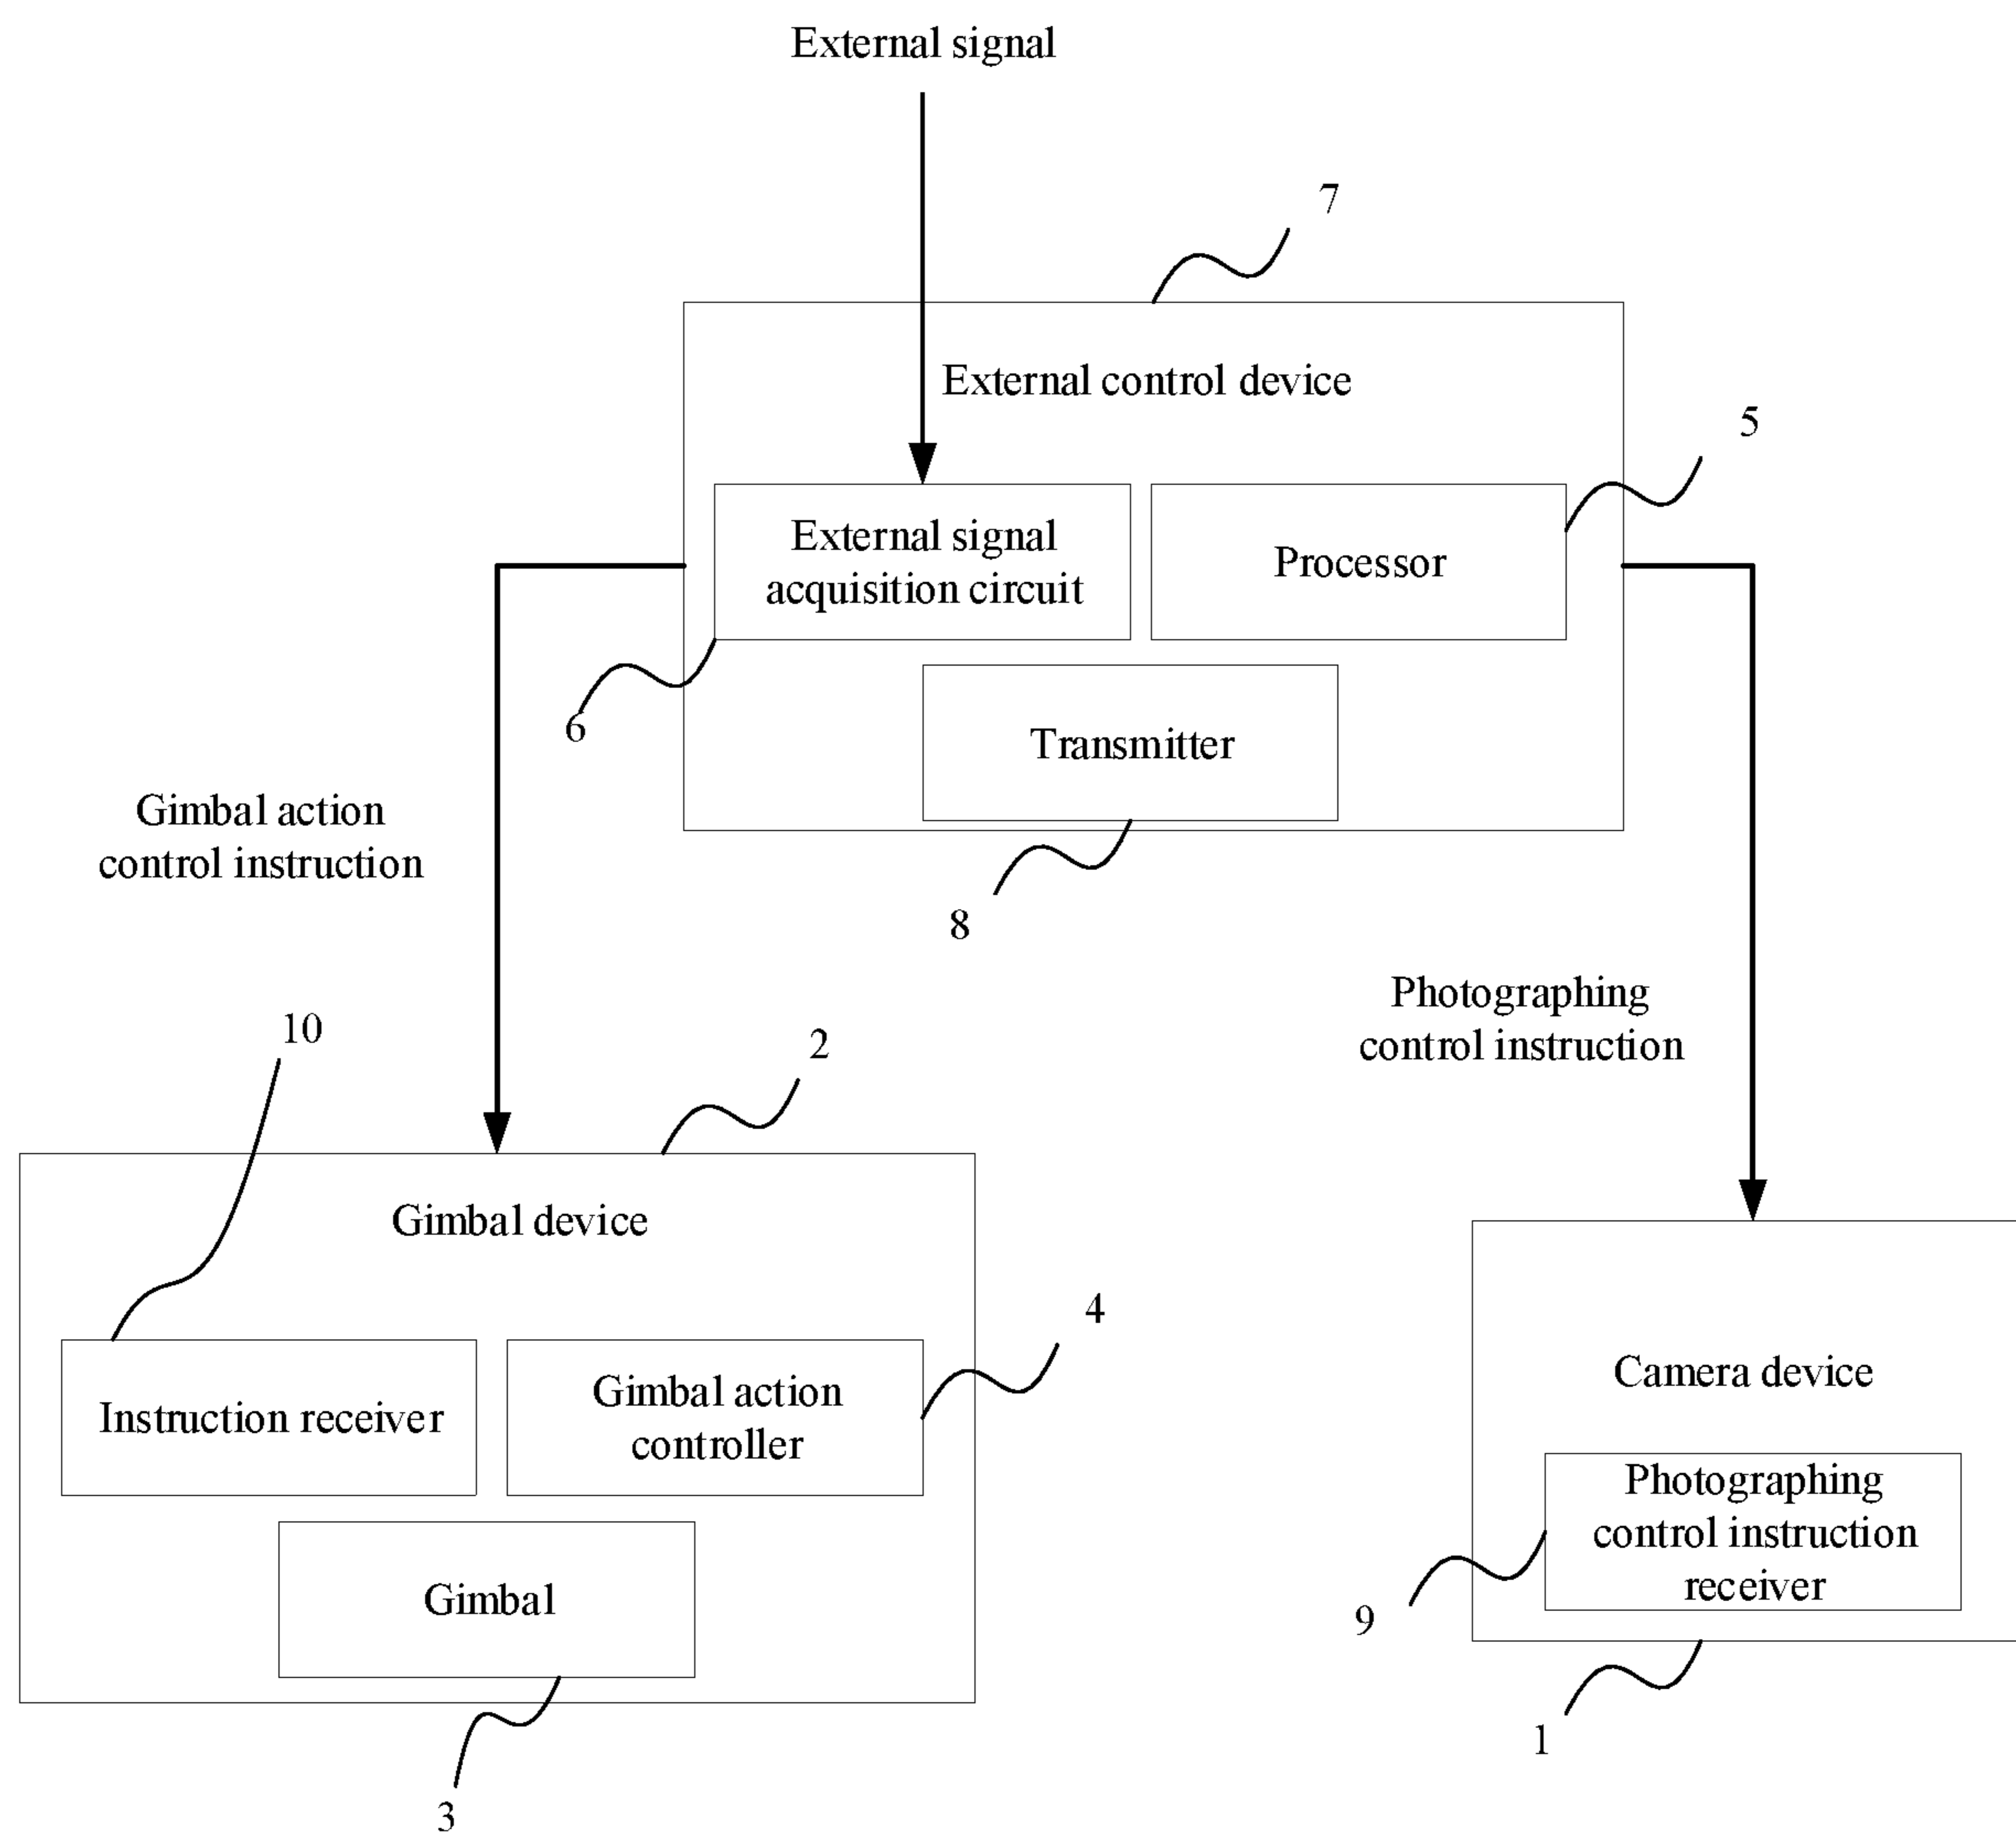 External signal
7
External control device
5
External signal
acquisition circuit
Processor
6
Transmitter
Gimbal action
control instruction
8
Photographing
control instruction
10
2
Gimbal device
4
Camera device
Instruction receiver
Gimbal action
controller
Photographing
control instruction
receiver
Gimbal
9
1
3